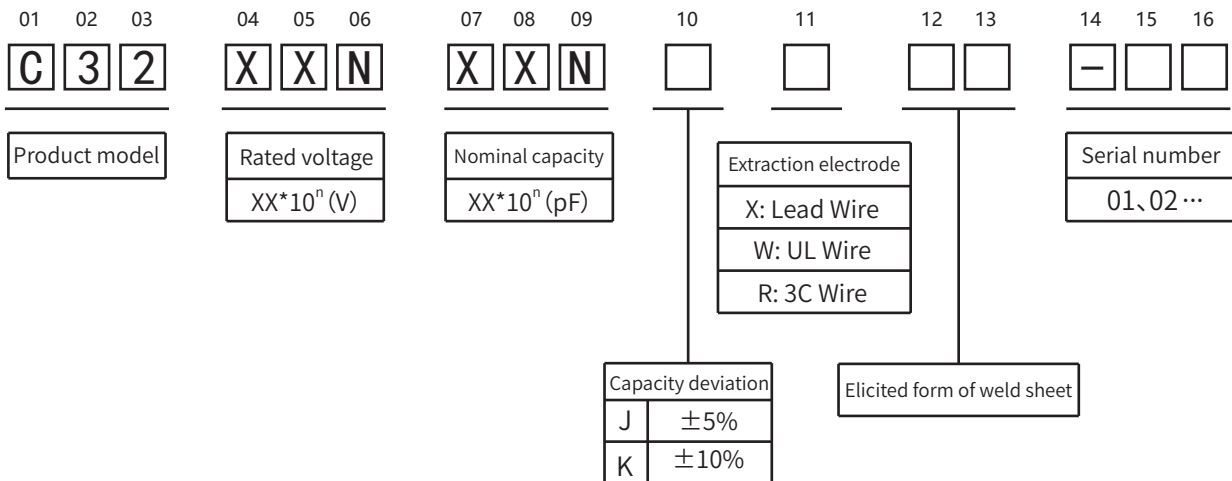 01 02 03 04 05 06 07 08 09 10 11 12 13 14 15 16
C 3 2 X X N X X N –
Product model
Rated voltage
XX*10ⁿ (V)
Nominal capacity
XX*10ⁿ (pF)
Extraction electrode
X: Lead Wire
W: UL Wire
R: 3C Wire
Serial number
01、02···
Capacity deviation
J ±5%
K ±10%
Elicited form of weld sheet